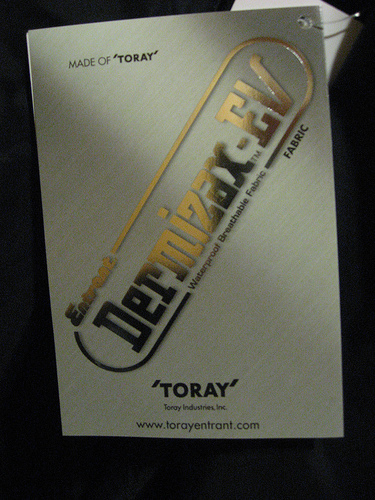 MADE OF 'TORAY'
Entrant
Dermizax-EV
TM
Waterproof Breathable Fabric
FABRIC
'TORAY'
Toray Industries, Inc.
www.torayentrant.com